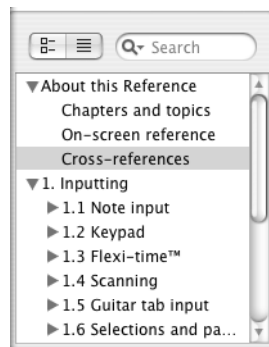 Search
About this Reference
Chapters and topics
On-screen reference
Cross-references
1. Inputting
1.1 Note input
1.2 Keypad
1.3 Flexi-time™
1.4 Scanning
1.5 Guitar tab input
1.6 Selections and pa...